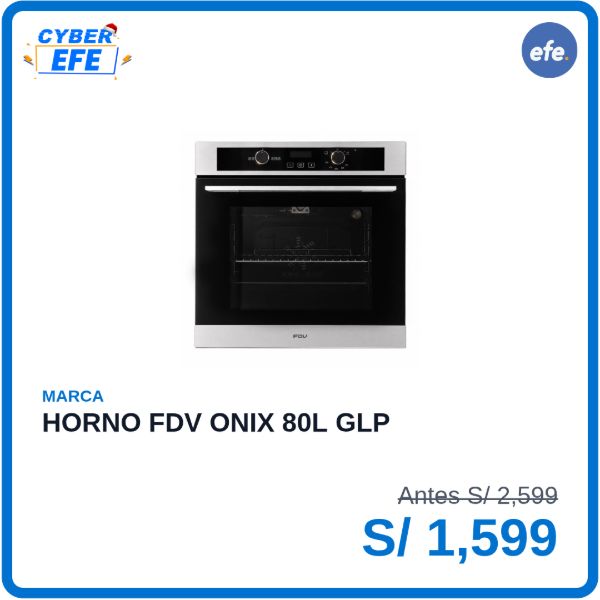 CYBER
EFE
efe.
FDV
MARCA
HORNO FDV ONIX 80L GLP
Antes S/ 2,599
S/ 1,599